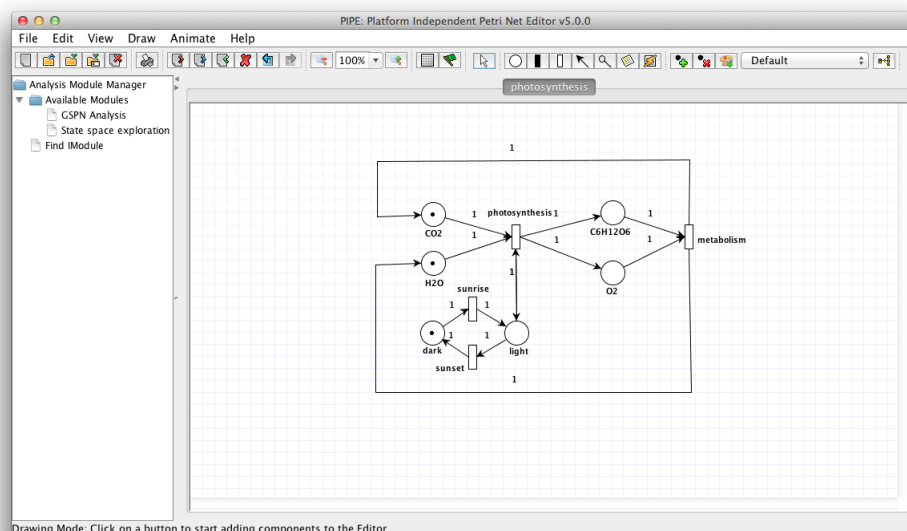 PIPE: Platform Independent Petri Net Editor v5.0.0
File Edit View Draw Animate Help
100% Default
Analysis Module Manager
Available Modules
GSPN Analysis
State space exploration
Find IModule
photosynthesis
1
1 photosynthesis 1 1
CO2 C6H12O6
1 1 1 metabolism
H2O 1 O2
sunrise
1 1
1 1
dark light
sunset
1
Drawing Mode: Click on a button to start adding components to the Editor